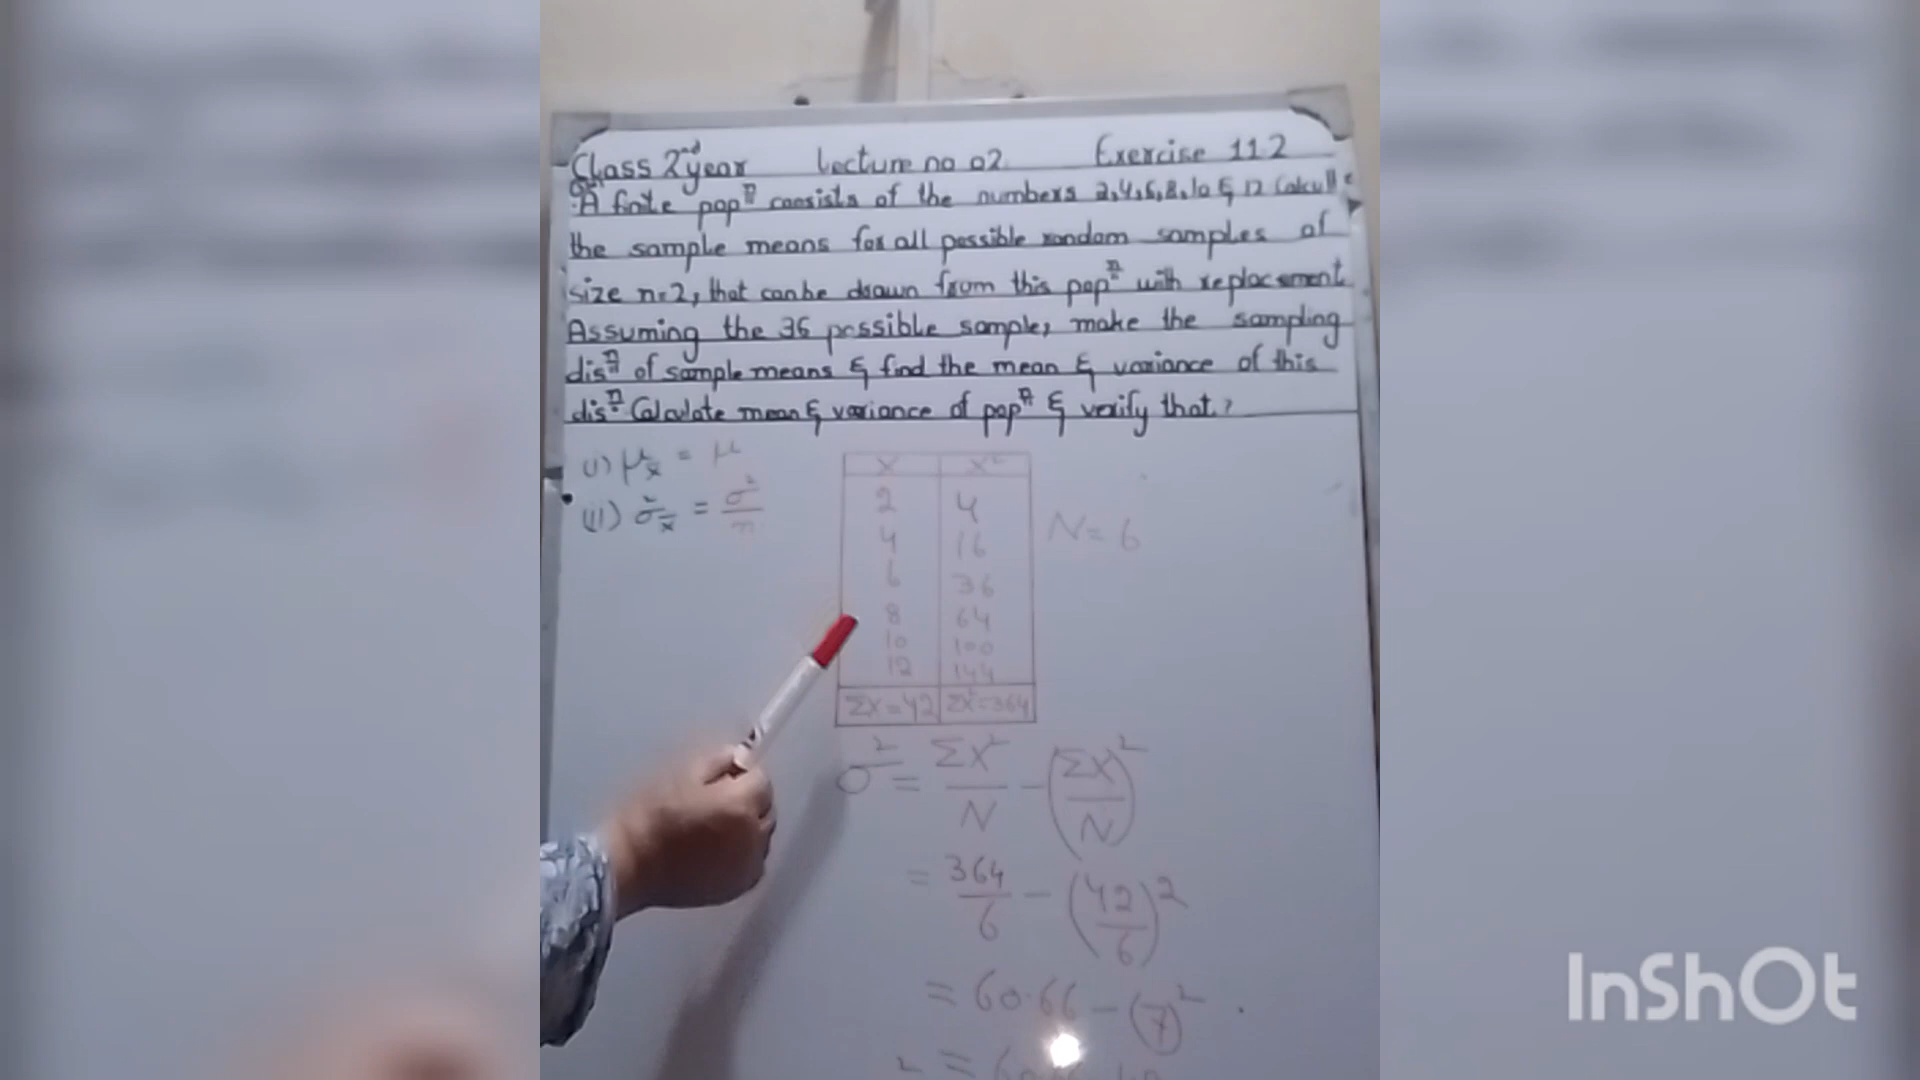 Class 2nd year Lecture no 02 Exercise 11.2
A finite popⁿ consists of the numbers 2,4,6,8,10 & 12 Calcul
the sample means for all possible random samples of
size n=2, that can be drawn from this popⁿ with replacement
Assuming the 36 possible sample, make the sampling
disⁿ of sample means & find the mean & variance of this
disⁿ. Calculate mean & variance of popⁿ & verify that?
(i) μx̄ = μ
(ii) σ²x̄ = σ²/n
X X²
2 4
4 16
6 36
8 64
10 100
12 144
ΣX=42 ΣX²=364
N=6
σ² = ΣX²/N - (ΣX/N)²
= 364/6 - (42/6)²
= 60.66 - (7)²
InShOt